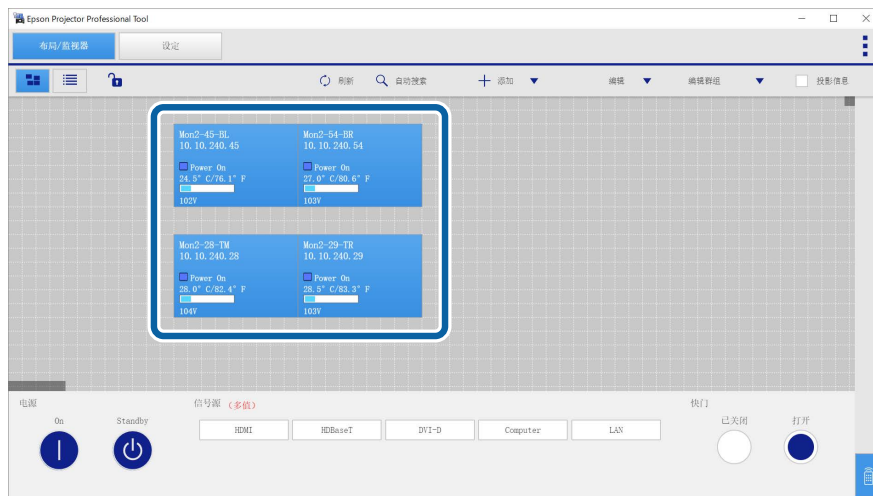 Epson Projector Professional Tool
布局/监视器 设定
刷新 自动搜索 添加 编辑 编辑群组 投影信息
Mon2-45-BL Mon2-54-BR
10.10.240.45 10.10.240.54
Power On Power On
24.5° C/76.1° F 27.0° C/80.6° F
102V 103V
Mon2-28-TM Mon2-29-TR
10.10.240.28 10.10.240.29
Power On Power On
28.0° C/82.4° F 28.5° C/83.3° F
104V 103V
电源 信号源 (多值) 快门
On Standby 已关闭 打开
HDMI HDBaseT DVI-D Computer LAN